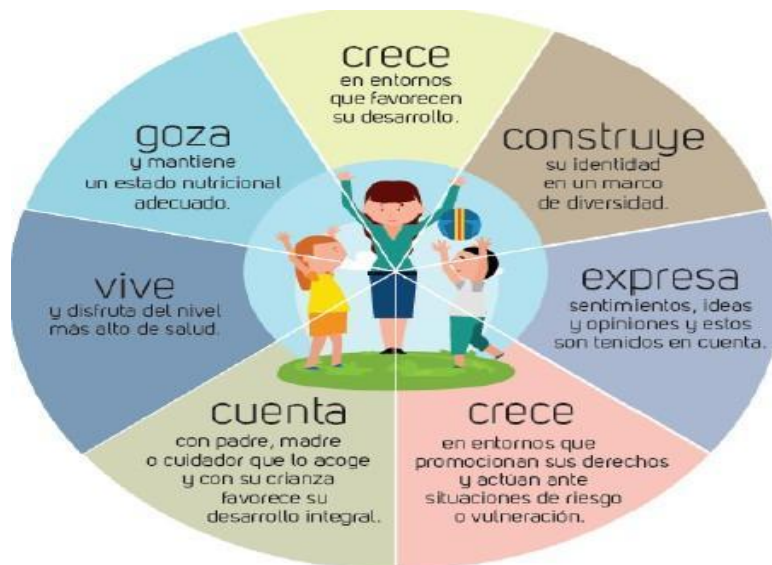 crece
en entornos
que favorecen
su desarrollo.
construye
su identidad
en un marco
de diversidad.
expresa
sentimientos, ideas
y opiniones y estos
son tenidos en cuenta.
crece
en entornos que
promocionan sus derechos
y actúan ante
situaciones de riesgo
o vulneración.
cuenta
con padre, madre
o cuidador que lo acoge
y con su crianza
favorece su
desarrollo integral.
vive
y disfruta del nivel
más alto de salud.
goza
y mantiene
un estado nutricional
adecuado.